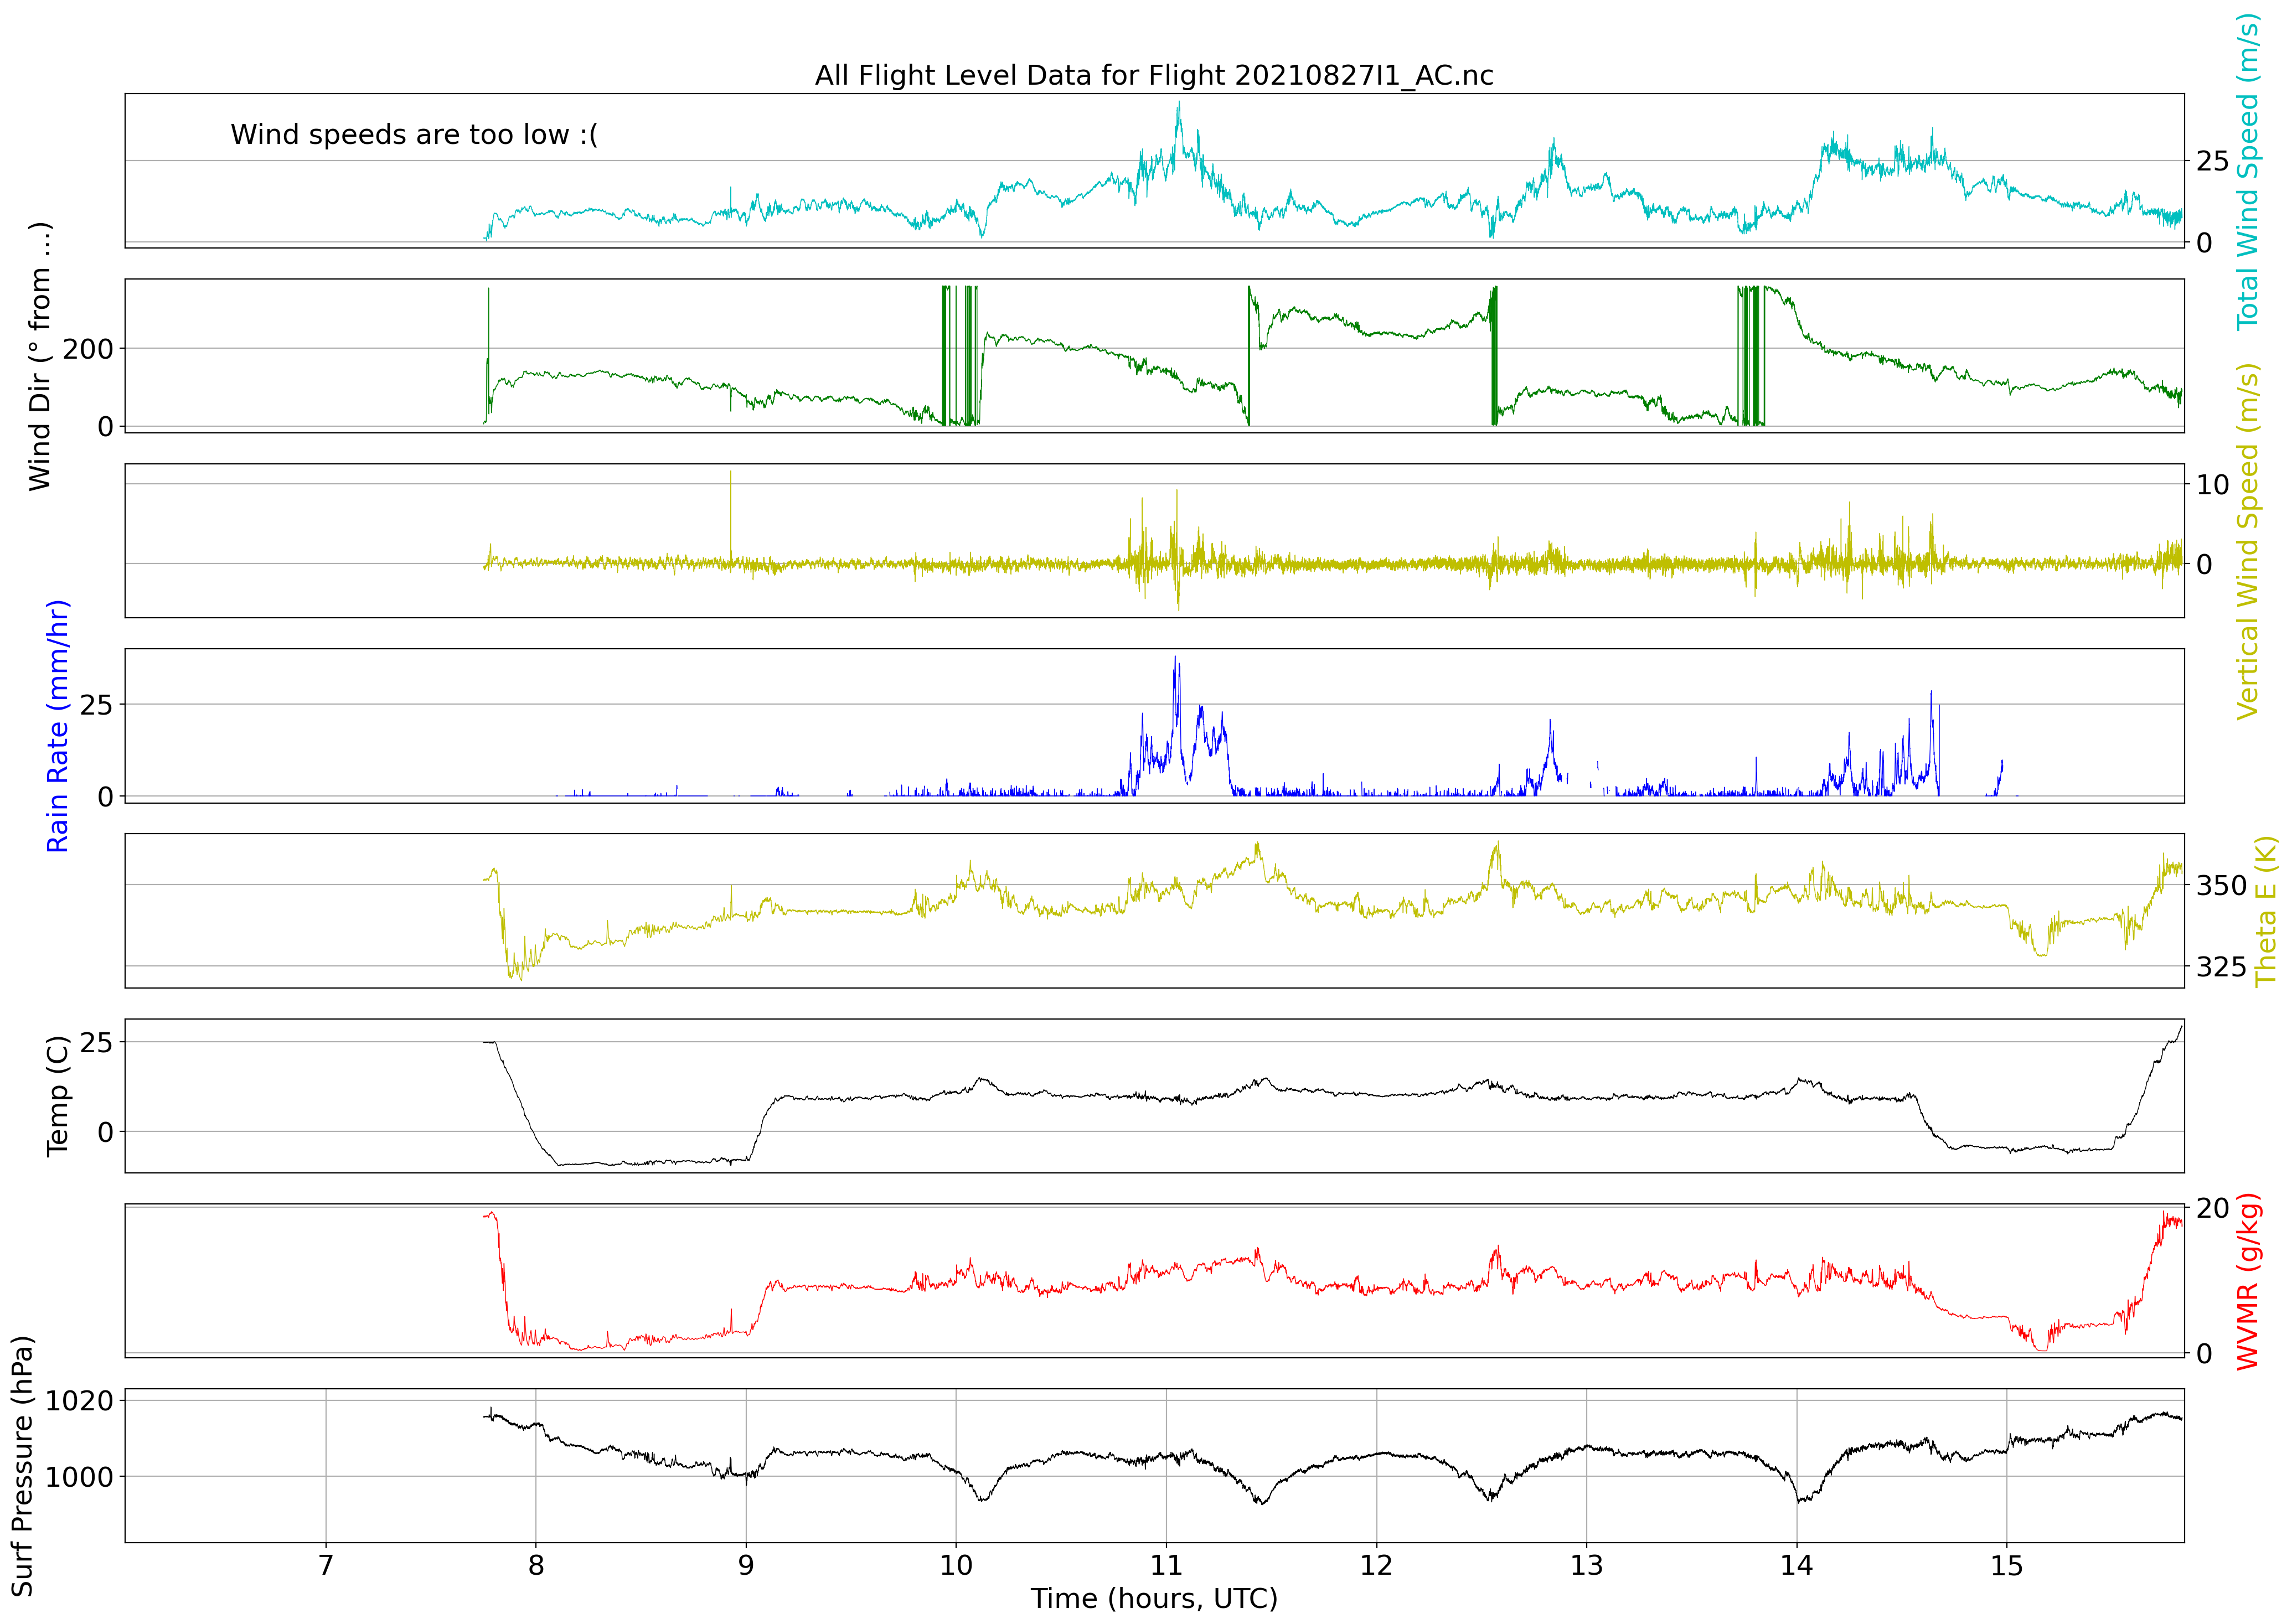 All Flight Level Data for Flight 20210827I1_AC.nc
Wind speeds are too low :(
25
0
Total Wind Speed (m/s)
Wind Dir (° from ...)
200
0
10
0
Vertical Wind Speed (m/s)
Rain Rate (mm/hr)
25
0
350
325
Theta E (K)
Temp (C)
25
0
20
0
WVMR (g/kg)
Surf Pressure (hPa)
1020
1000
7 8 9 10 11 12 13 14 15
Time (hours, UTC)